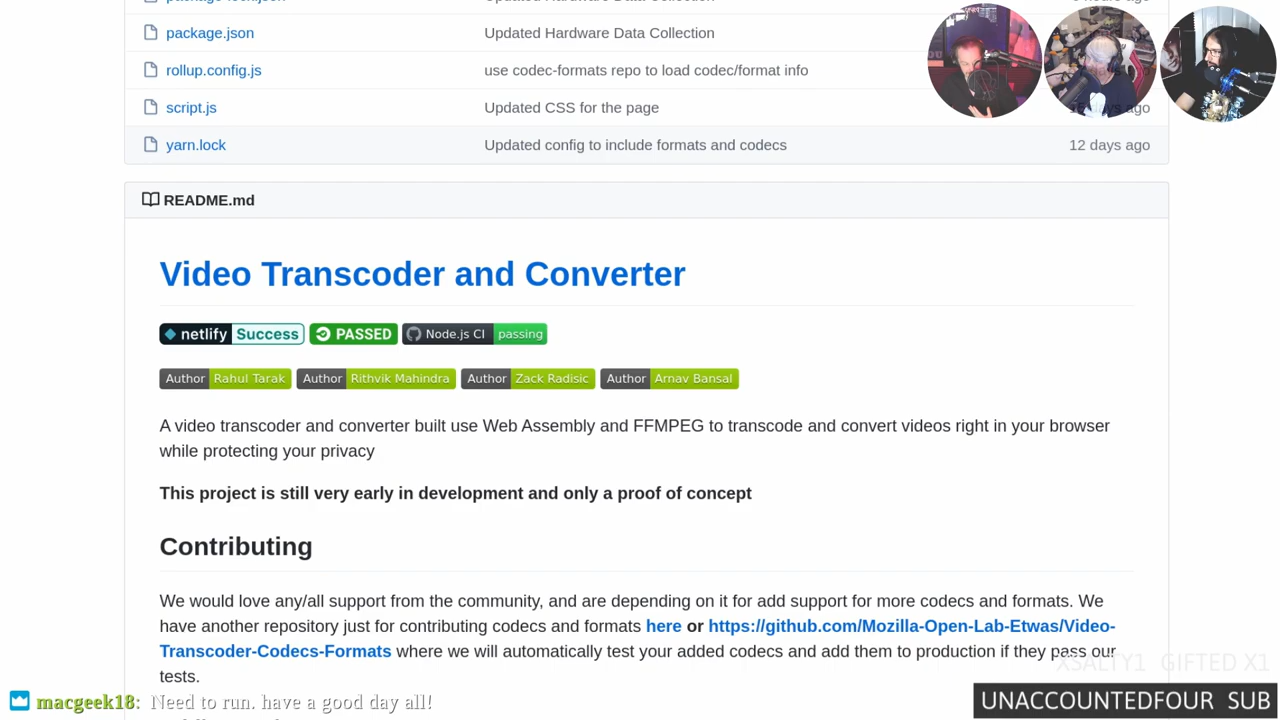 package.json Updated Hardware Data Collection
rollup.config.js use codec-formats repo to load codec/format info
script.js Updated CSS for the page days ago
yarn.lock Updated config to include formats and codecs 12 days ago
README.md
Video Transcoder and Converter
netlify Success PASSED Node.js CI passing
Author Rahul Tarak Author Rithvik Mahindra Author Zack Radisic Author Arnav Bansal
A video transcoder and converter built use Web Assembly and FFMPEG to transcode and convert videos right in your browser
while protecting your privacy
This project is still very early in development and only a proof of concept
Contributing
We would love any/all support from the community, and are depending on it for add support for more codecs and formats. We
have another repository just for contributing codecs and formats here or https://github.com/Mozilla-Open-Lab-Etwas/Video-
Transcoder-Codecs-Formats where we will automatically test your added codecs and add them to production if they pass our
tests.
XSALTY1 GIFTED X1
macgeek18: Need to run. have a good day all!
UNACCOUNTEDFOUR SUB